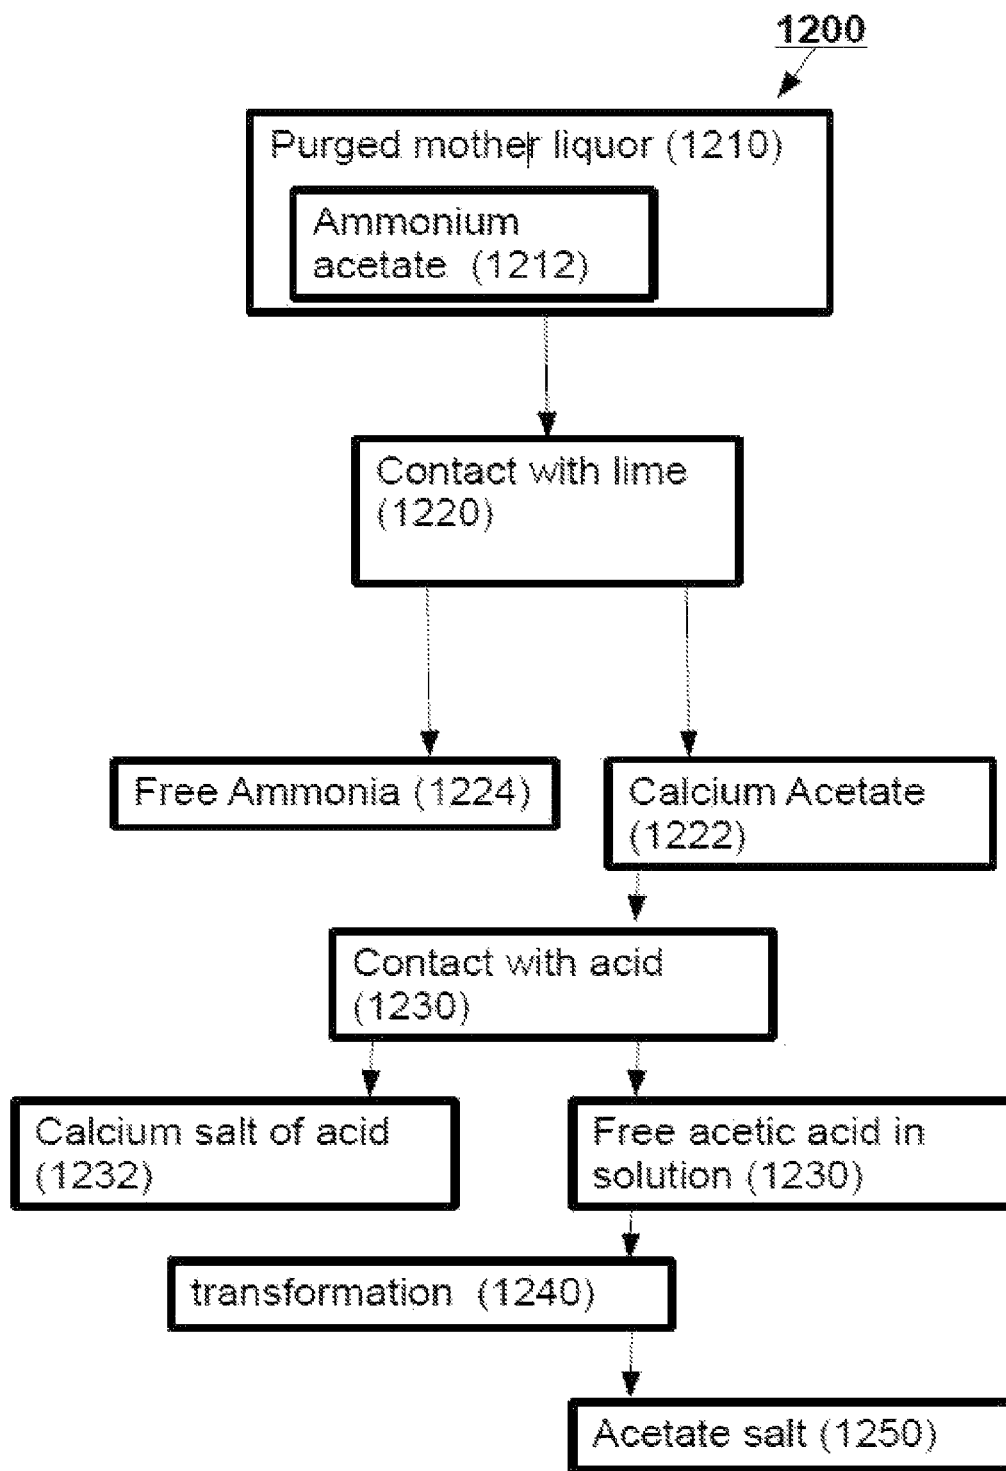 1200
Purged mother liquor (1210)
Ammonium
acetate (1212)
Contact with lime
(1220)
Free Ammonia (1224)
Calcium Acetate
(1222)
Contact with acid
(1230)
Calcium salt of acid
(1232)
Free acetic acid in
solution (1230)
transformation (1240)
Acetate salt (1250)